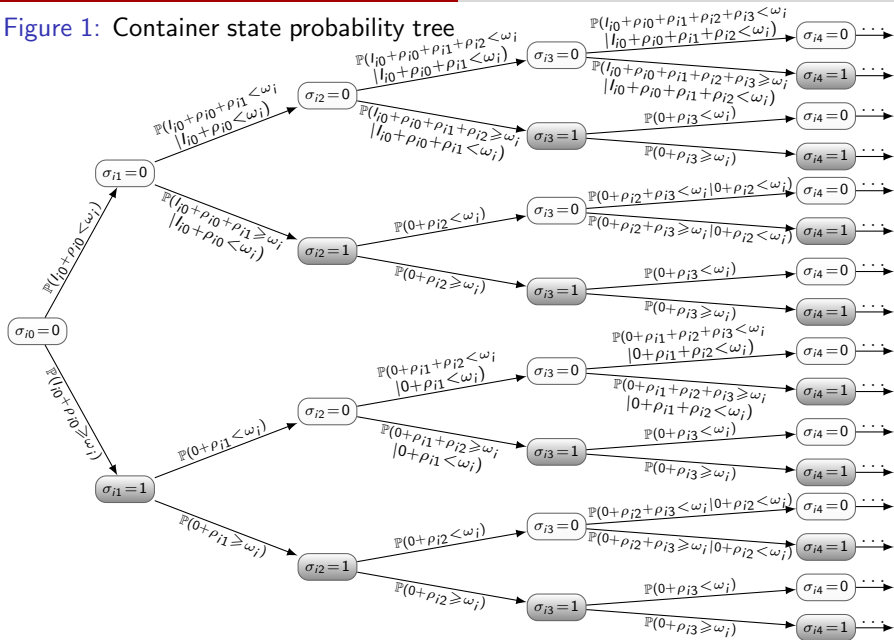 Figure 1: Container state probability tree
σi0=0
ℙ(Ii0+ρi0<ωi)
ℙ(Ii0+ρi0⩾ωi)
σi1=0
σi1=1
ℙ(Ii0+ρi0+ρi1<ωi
|Ii0+ρi0<ωi)
ℙ(Ii0+ρi0+ρi1⩾ωi
|Ii0+ρi0<ωi)
ℙ(0+ρi1<ωi)
ℙ(0+ρi1⩾ωi)
σi2=0
σi2=1
σi2=0
σi2=1
ℙ(Ii0+ρi0+ρi1+ρi2<ωi
|Ii0+ρi0+ρi1<ωi)
ℙ(Ii0+ρi0+ρi1+ρi2⩾ωi
|Ii0+ρi0+ρi1<ωi)
ℙ(0+ρi2<ωi)
ℙ(0+ρi2⩾ωi)
ℙ(0+ρi1+ρi2<ωi
|0+ρi1<ωi)
ℙ(0+ρi1+ρi2⩾ωi
|0+ρi1<ωi)
ℙ(0+ρi2<ωi)
ℙ(0+ρi2⩾ωi)
σi3=0
σi3=1
σi3=0
σi3=1
σi3=0
σi3=1
σi3=0
σi3=1
ℙ(Ii0+ρi0+ρi1+ρi2+ρi3<ωi
|Ii0+ρi0+ρi1+ρi2<ωi)
ℙ(Ii0+ρi0+ρi1+ρi2+ρi3⩾ωi
|Ii0+ρi0+ρi1+ρi2<ωi)
ℙ(0+ρi3<ωi)
ℙ(0+ρi3⩾ωi)
ℙ(0+ρi2+ρi3<ωi|0+ρi2<ωi)
ℙ(0+ρi2+ρi3⩾ωi|0+ρi2<ωi)
ℙ(0+ρi3<ωi)
ℙ(0+ρi3⩾ωi)
ℙ(0+ρi1+ρi2+ρi3<ωi
|0+ρi1+ρi2<ωi)
ℙ(0+ρi1+ρi2+ρi3⩾ωi
|0+ρi1+ρi2<ωi)
ℙ(0+ρi3<ωi)
ℙ(0+ρi3⩾ωi)
ℙ(0+ρi2+ρi3<ωi|0+ρi2<ωi)
ℙ(0+ρi2+ρi3⩾ωi|0+ρi2<ωi)
ℙ(0+ρi3<ωi)
ℙ(0+ρi3⩾ωi)
σi4=0 ...
σi4=1 ...
σi4=0 ...
σi4=1 ...
σi4=0 ...
σi4=1 ...
σi4=0 ...
σi4=1 ...
σi4=0 ...
σi4=1 ...
σi4=0 ...
σi4=1 ...
σi4=0 ...
σi4=1 ...
σi4=0 ...
σi4=1 ...